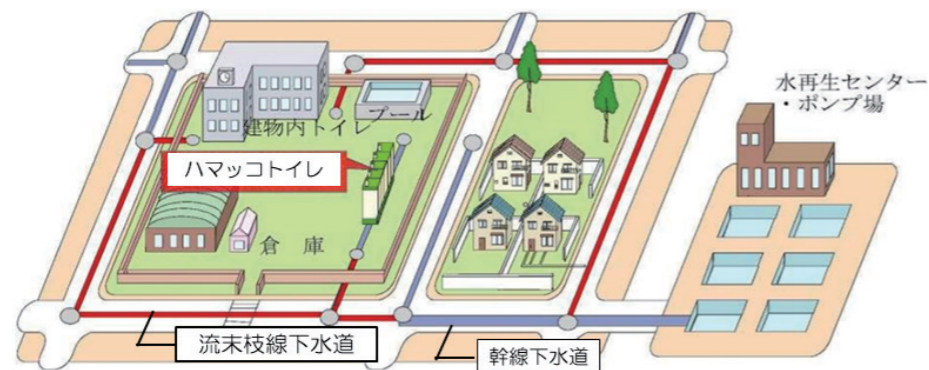 水再生センター
・ポンプ場
建物内トイレ
プール
ハマッコトイレ
倉 庫
流末枝線下水道
幹線下水道